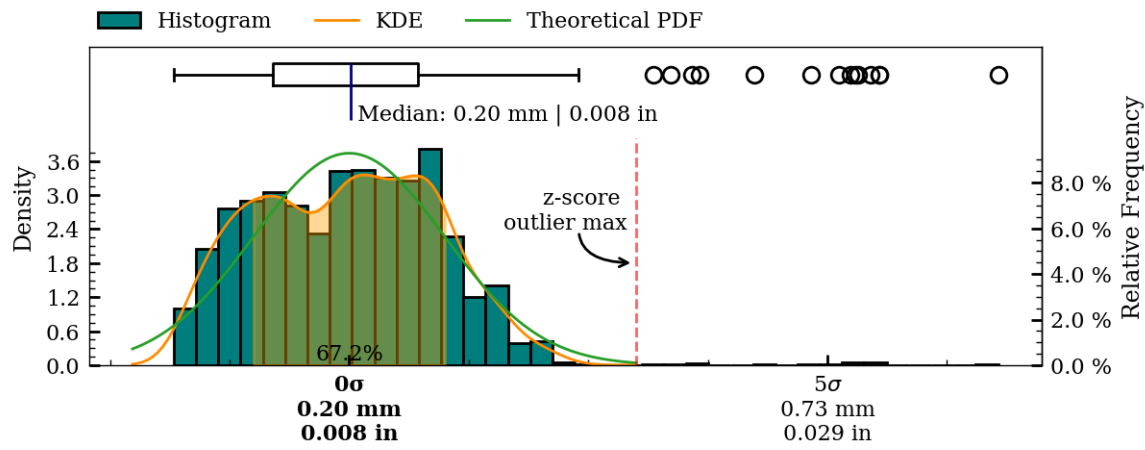 Histogram KDE Theoretical PDF
Median: 0.20 mm | 0.008 in
Density
3.6
3.0
2.4
1.8
1.2
0.6
0.0
z-score
outlier max
67.2%
8.0 %
6.0 %
4.0 %
2.0 %
0.0 %
Relative Frequency
0σ
0.20 mm
0.008 in
5σ
0.73 mm
0.029 in